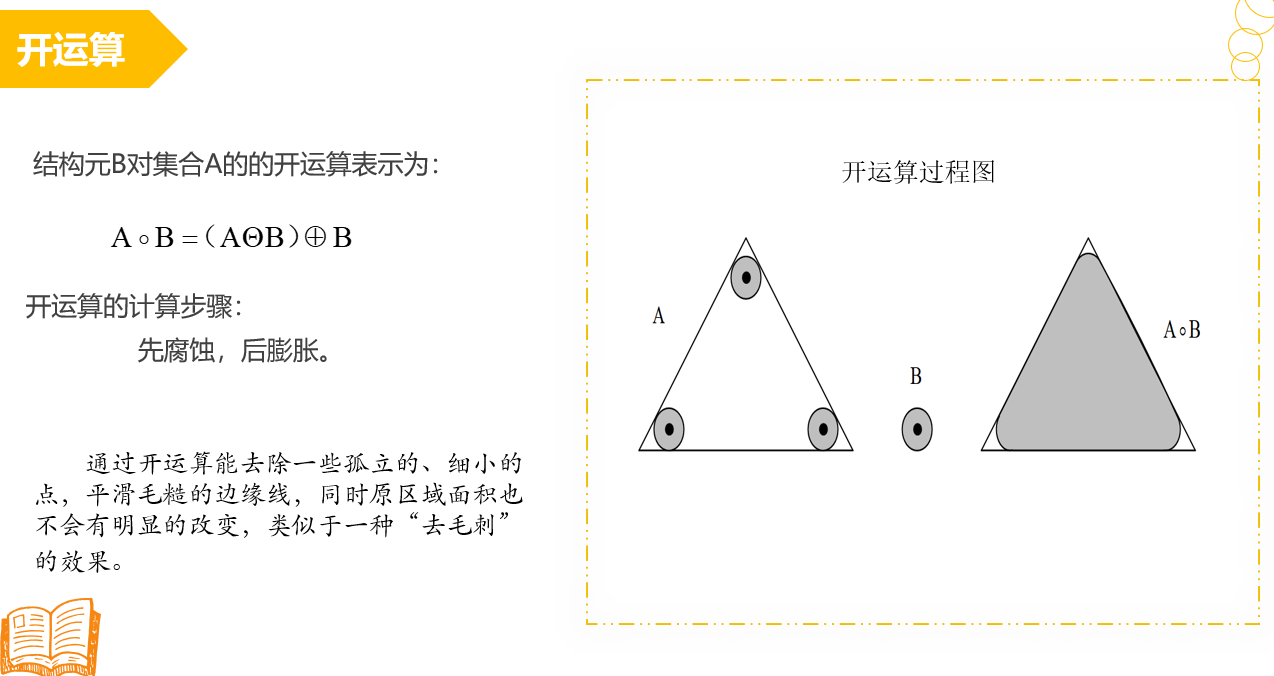 开运算
结构元B对集合A的的开运算表示为：
A∘B =（AΘB）⊕B
开运算的计算步骤：
先腐蚀，后膨胀。
通过开运算能去除一些孤立的、细小的
点，平滑毛糙的边缘线，同时原区域面积也
不会有明显的改变，类似于一种“去毛刺”
的效果。
开运算过程图
A
B
A∘B